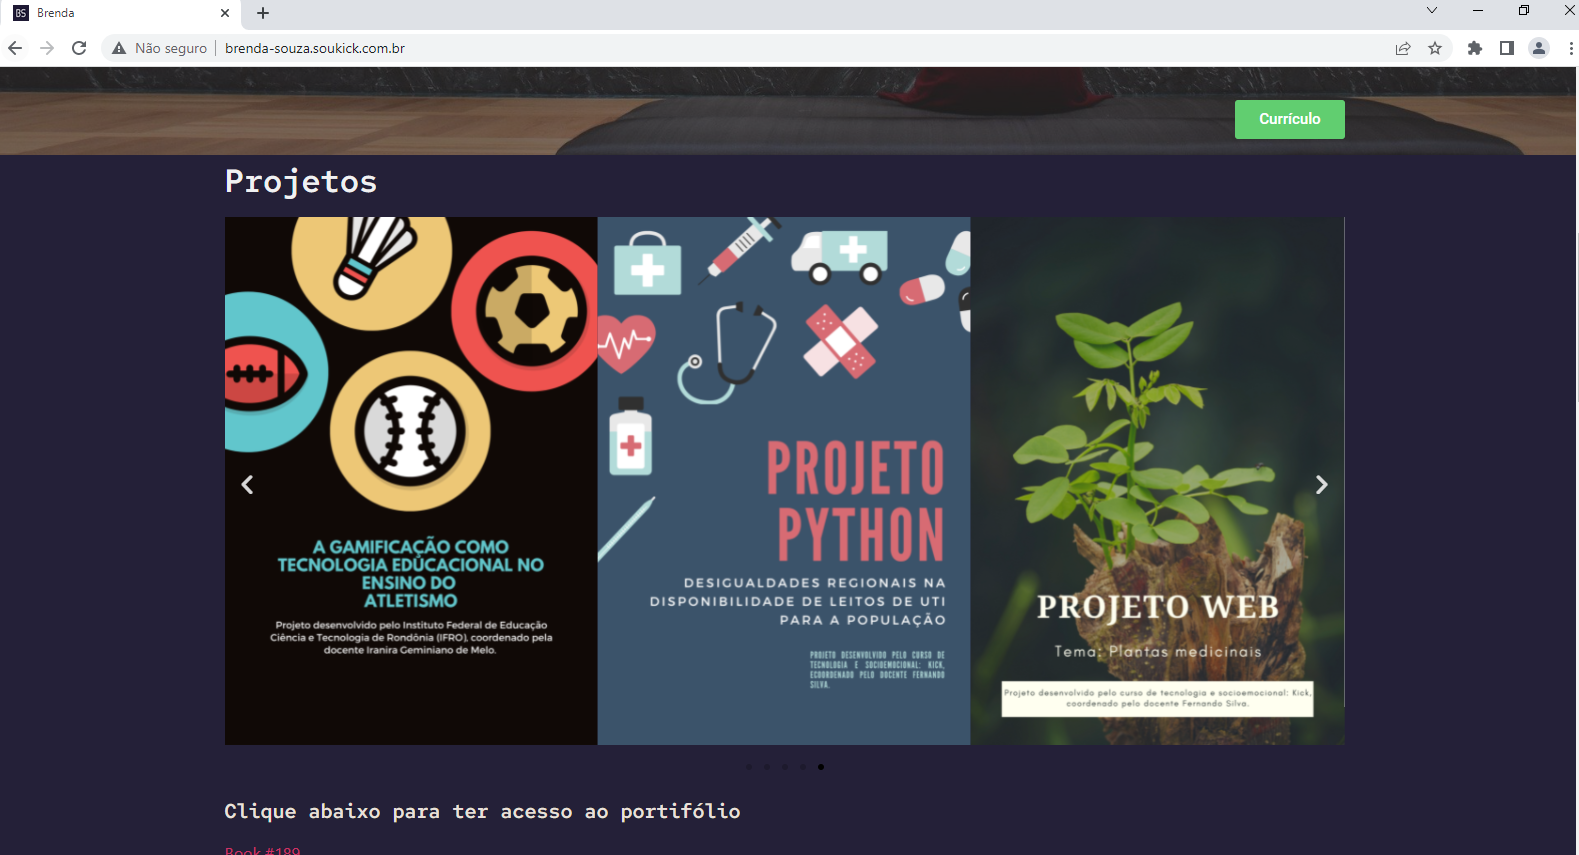 BS Brenda
Não seguro brenda-souza.soukick.com.br
Currículo
Projetos
A GAMIFICAÇÃO COMO
TECNOLOGIA EDUCACIONAL NO
ENSINO DO
ATLETISMO
Projeto desenvolvido pelo Instituto Federal de Educação
Ciência e Tecnologia de Rondônia (IFRO), coordenado pela
docente Iranira Geminiano de Melo.
PROJETO
PYTHON
DESIGUALDADES REGIONAIS NA
DISPONIBILIDADE DE LEITOS DE UTI
PARA A POPULAÇÃO
PROJETO DESENVOLVIDO PELO CURSO DE
TECNOLOGIA E SOCIOEMOCIONAL: KICK,
ECOORDENADO PELO DOCENTE FERNANDO
SILVA.
PROJETO WEB
Tema: Plantas medicinais
Projeto desenvolvido pelo curso de tecnologia e socioemocional: Kick,
coordenado pelo docente Fernando Silva.
Clique abaixo para ter acesso ao portifólio
Book #189